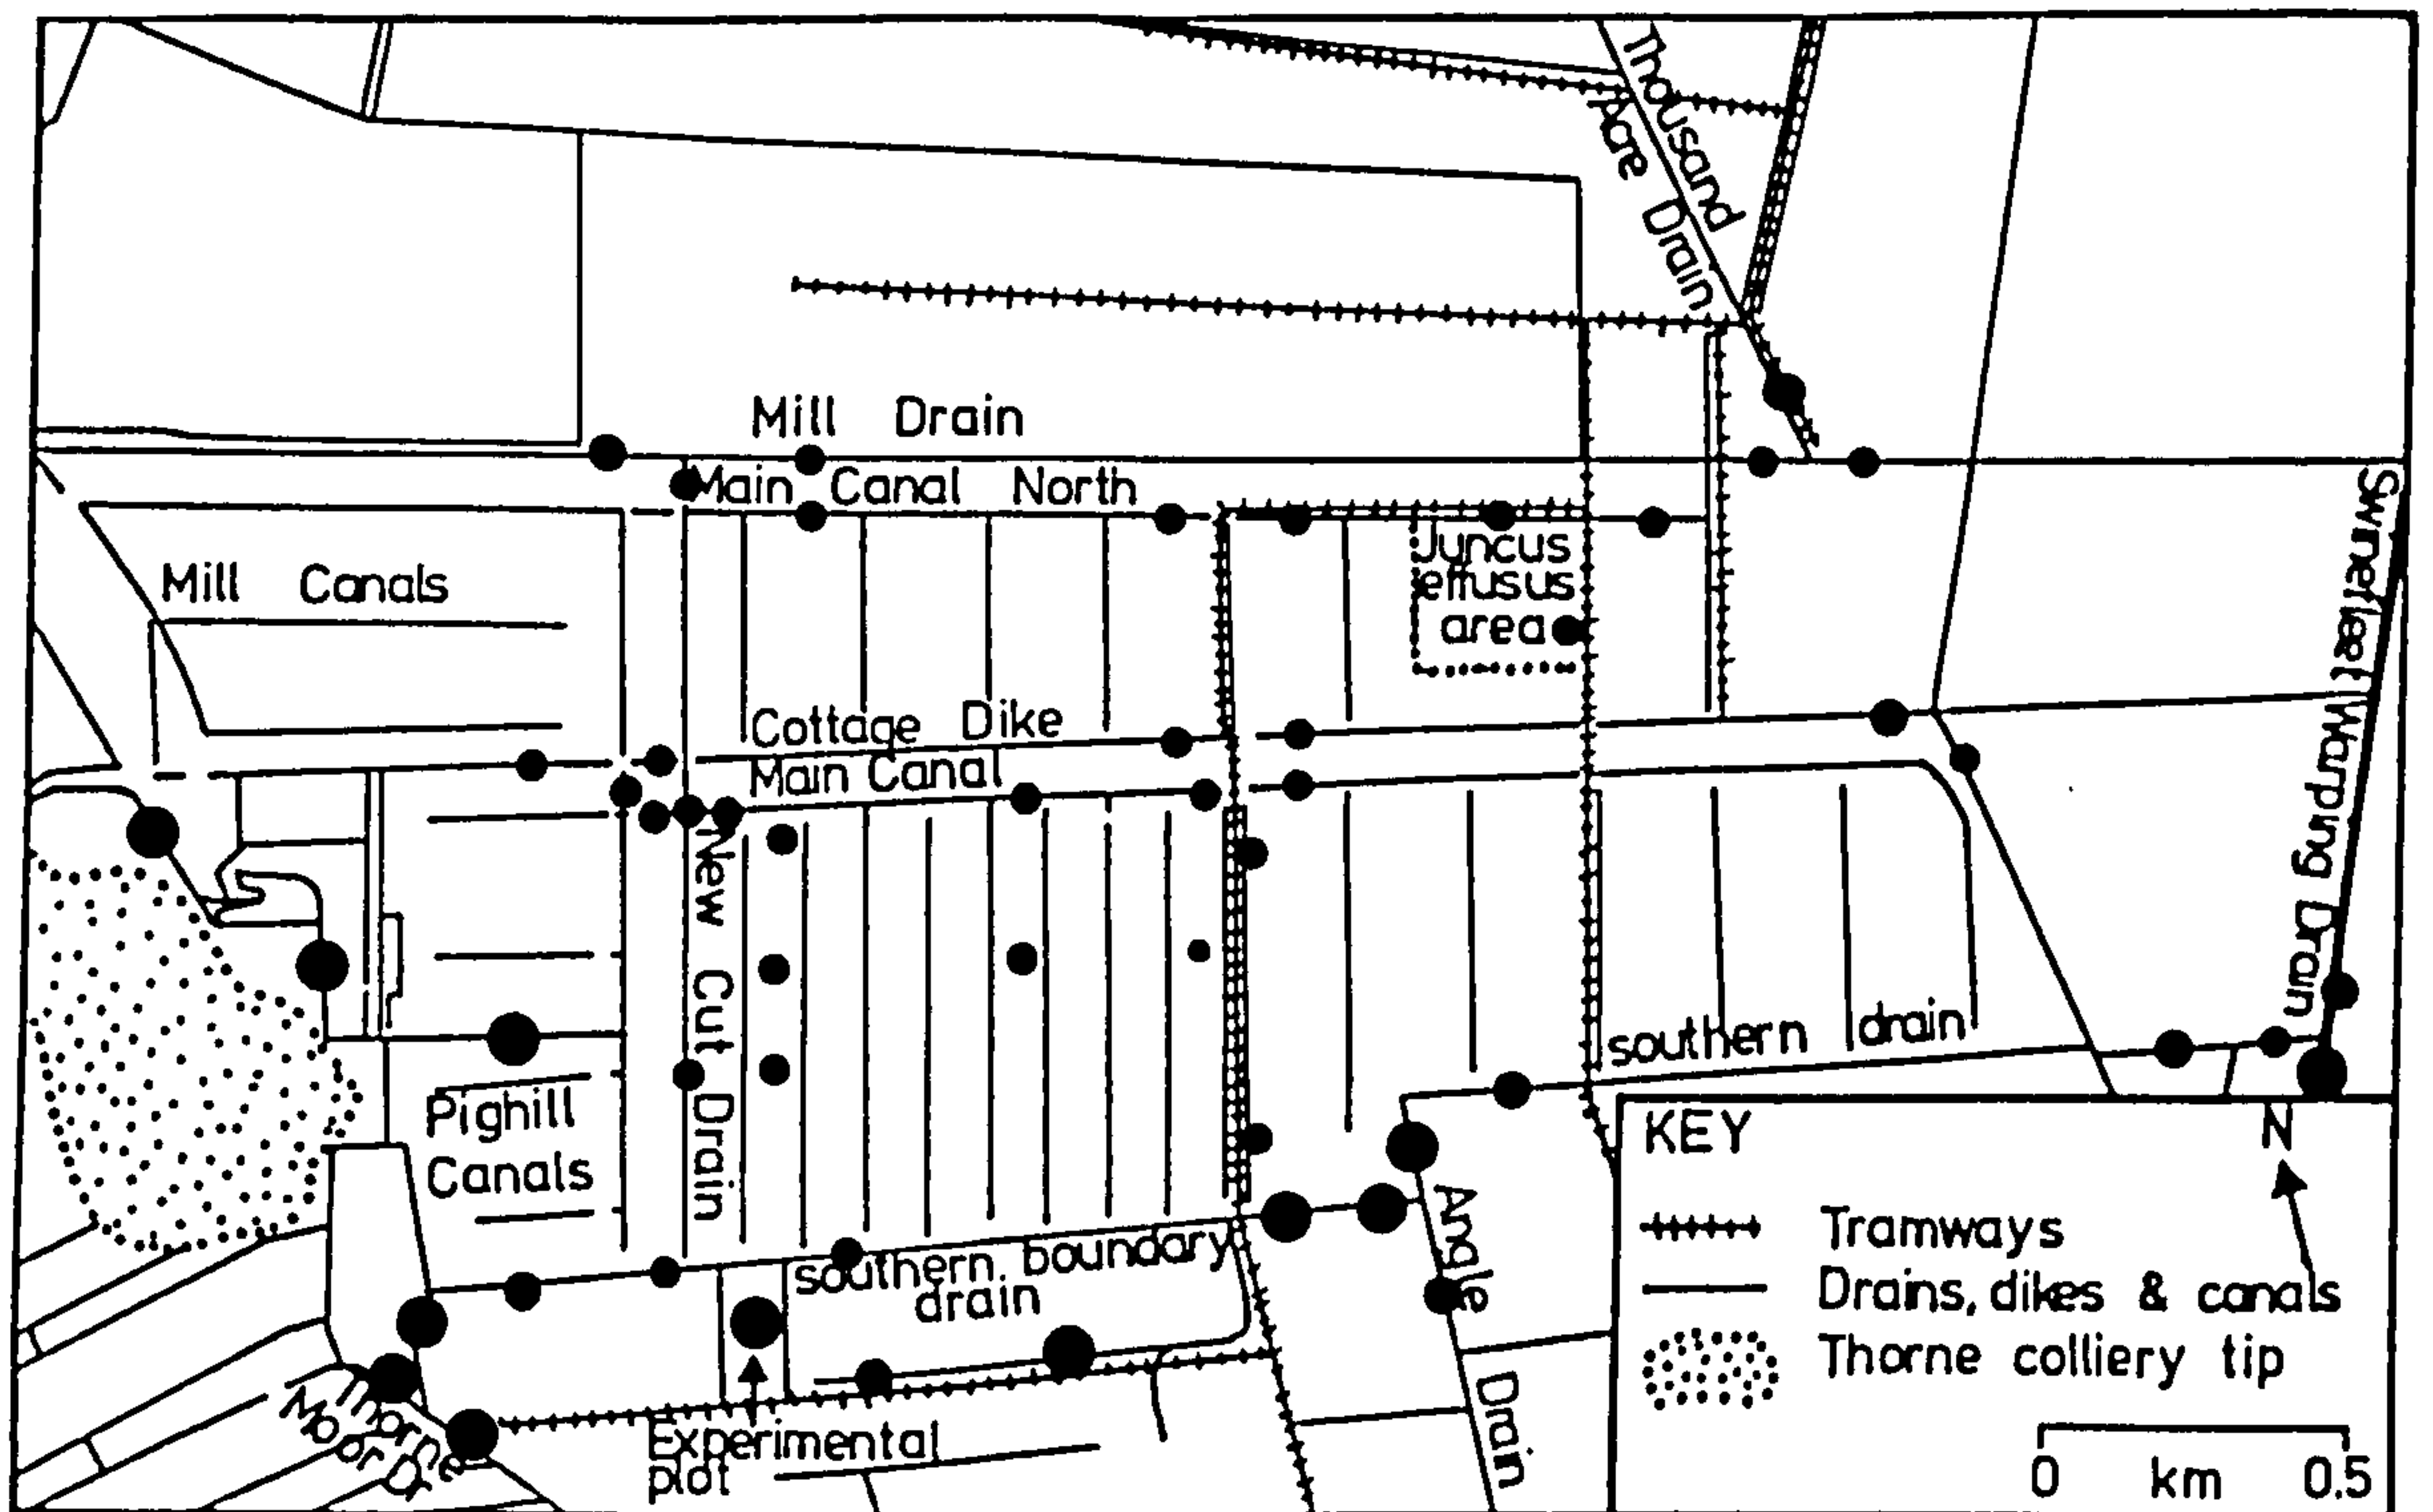 Thousand
Acre Drain
Mill Drain
Main Canal North
Juncus
effusus
area
Mill Canals
Swinefleet Warping Drain
Cottage Dike
Main Canal
New Cut Drain
southern drain
Pighill
Canals
southern boundary
drain
Angle Drain
Thorne
Moor Dr
Experimental
plot
KEY
N
Tramways
Drains, dikes & canals
Thorne colliery tip
0 km 0.5